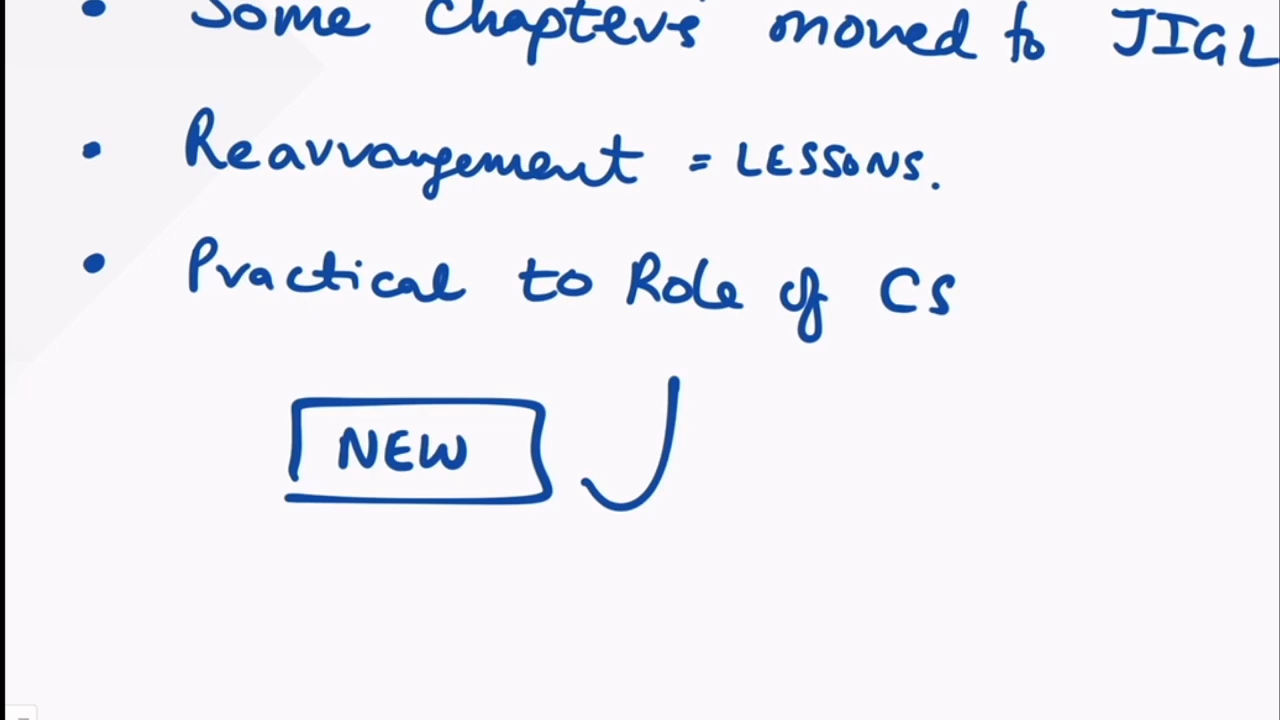 • Some Chapters moved to JIGL
• Rearrangement = LESSONS.
• Practical to Role of CS
NEW